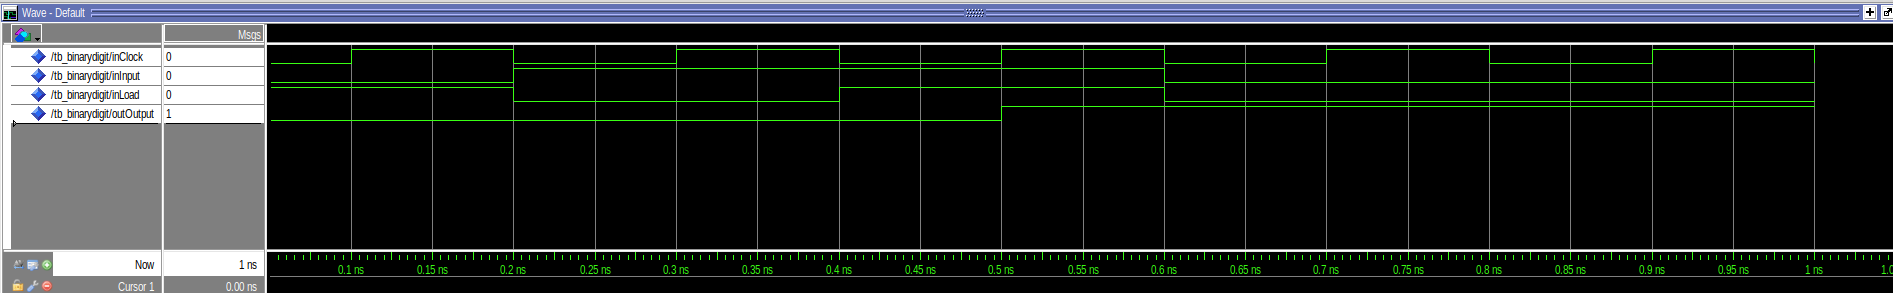 Wave - Default
Msgs
/tb_binarydigit/inClock 0
/tb_binarydigit/inInput 0
/tb_binarydigit/inLoad 0
/tb_binarydigit/outOutput 1
Now 1 ns 0.1 ns 0.15 ns 0.2 ns 0.25 ns 0.3 ns 0.35 ns 0.4 ns 0.45 ns 0.5 ns 0.55 ns 0.6 ns 0.65 ns 0.7 ns 0.75 ns 0.8 ns 0.85 ns 0.9 ns 0.95 ns 1 ns 1.0
Cursor 1 0.00 ns